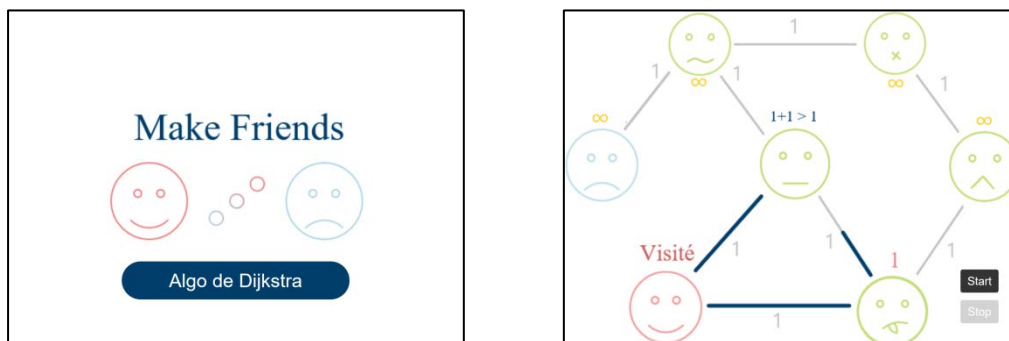 Make Friends
Algo de Dijkstra
1
1
∞
1
∞
1
∞
1+1 > 1
∞
Visité
1
1
1
1
1
Start
Stop